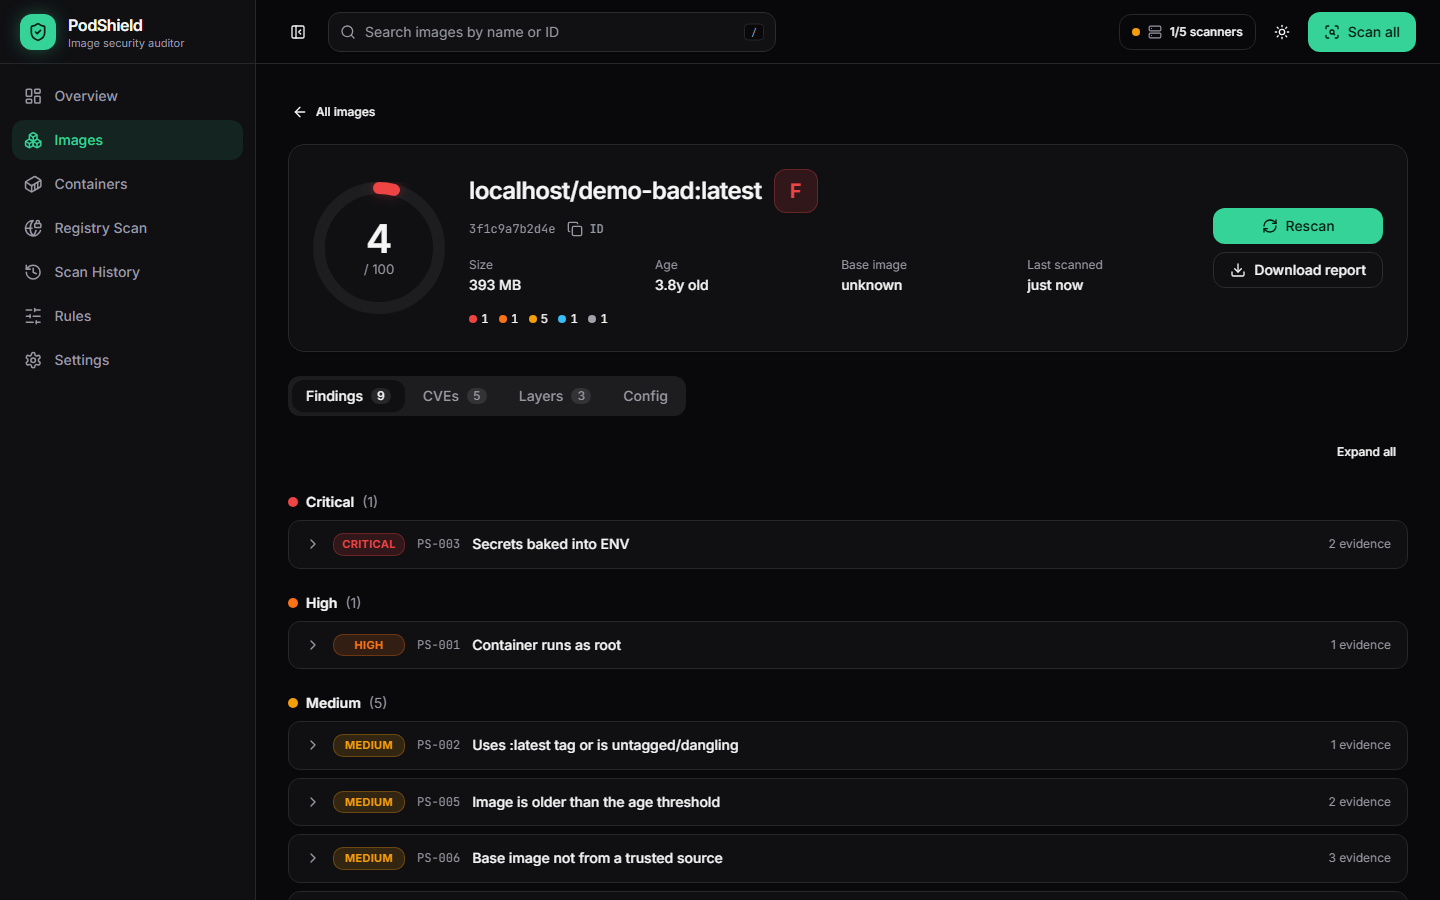 PodShield
Image security auditor
Search images by name or ID
/
1/5 scanners
Scan all
Overview
Images
Containers
Registry Scan
Scan History
Rules
Settings
All images
4
/ 100
localhost/demo-bad:latest
F
3f1c9a7b2d4e
ID
Size
393 MB
Age
3.8y old
Base image
unknown
Last scanned
just now
1 1 5 1 1
Rescan
Download report
Findings 9
CVEs 5
Layers 3
Config
Expand all
Critical (1)
CRITICAL PS-003 Secrets baked into ENV 2 evidence
High (1)
HIGH PS-001 Container runs as root 1 evidence
Medium (5)
MEDIUM PS-002 Uses :latest tag or is untagged/dangling 1 evidence
MEDIUM PS-005 Image is older than the age threshold 2 evidence
MEDIUM PS-006 Base image not from a trusted source 3 evidence